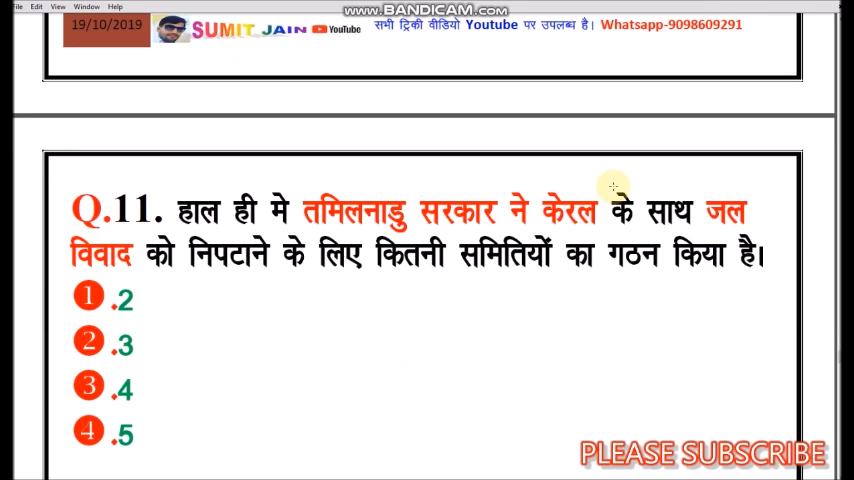 File Edit View Window Help
www.BANDICAM.com
19/10/2019 SUMIT JAIN YouTube सभी ट्रिकी वीडियो Youtube पर उपलब्ध है। Whatsapp-9098609291
Q.11. हाल ही मे तमिलनाडु सरकार ने केरल के साथ जल
विवाद को निपटाने के लिए कितनी समितियों का गठन किया है।
1 .2
2 .3
3 .4
4 .5
PLEASE SUBSCRIBE